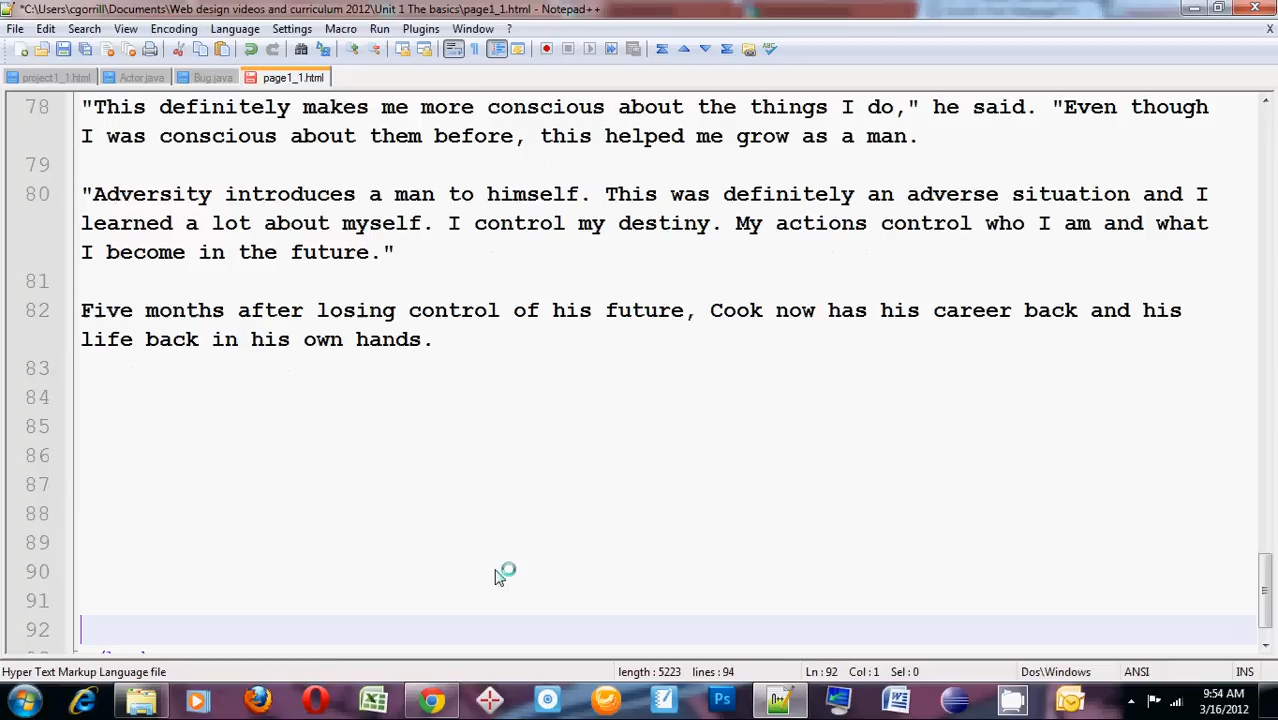 *C:\Users\cgorrill\Documents\Web design videos and curriculum 2012\Unit 1 The basics\page1_1.html - Notepad++
File Edit Search View Encoding Language Settings Macro Run Plugins Window ? X
project1_1.html Actor.java Bug.java page1_1.html
78 "This definitely makes me more conscious about the things I do," he said. "Even though
I was conscious about them before, this helped me grow as a man.
79
80 "Adversity introduces a man to himself. This was definitely an adverse situation and I
learned a lot about myself. I control my destiny. My actions control who I am and what
I become in the future."
81
82 Five months after losing control of his future, Cook now has his career back and his
life back in his own hands.
83
84
85
86
87
88
89
90
91
92
Hyper Text Markup Language file length : 5223 lines : 94 Ln : 92 Col : 1 Sel : 0 Dos\Windows ANSI INS
9:54 AM
3/16/2012